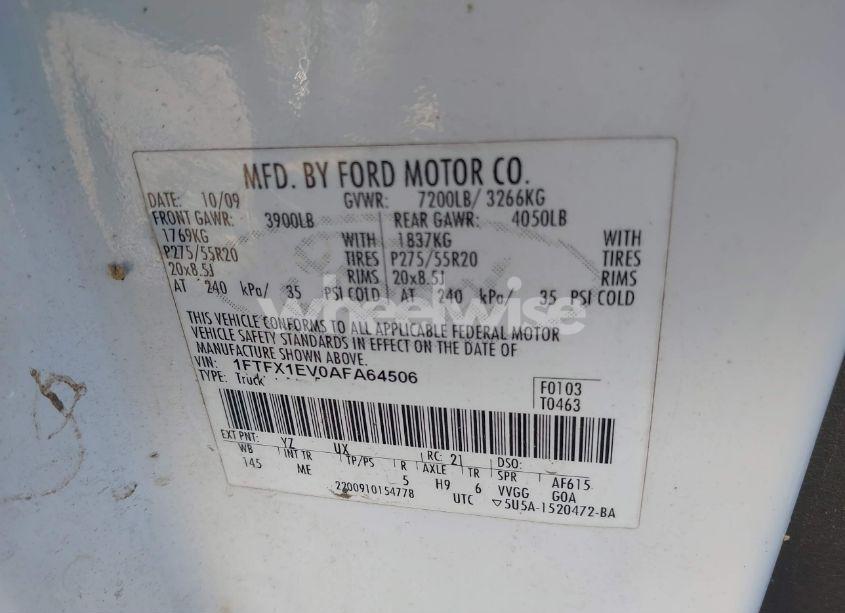 MFD. BY FORD MOTOR CO.
DATE: 10/09 GVWR: 7200LB/ 3266KG
FRONT GAWR: 3900LB REAR GAWR: 4050LB
1769KG WITH 1837KG WITH
P275/55R20 TIRES P275/55R20 TIRES
20x8.5J RIMS 20x8.5J RIMS
AT 240 kPa/ 35 PSI COLD AT 240 kPa/ 35 PSI COLD
wheelwise
THIS VEHICLE CONFORMS TO ALL APPLICABLE FEDERAL MOTOR
VEHICLE SAFETY STANDARDS IN EFFECT ON THE DATE OF
MANUFACTURE SHOWN ABOVE.
VIN: 1FTFX1EV0AFA64506
TYPE: Truck
F0103
T0463
EXT PNT: YZ UX RC: 21 DSO:
WB INT TR TP/PS R AXLE TR SPR AF615
145 ME 5 H9 6 VVGG GOA
2200910154778 UTC ▽5U5A-1520472-BA